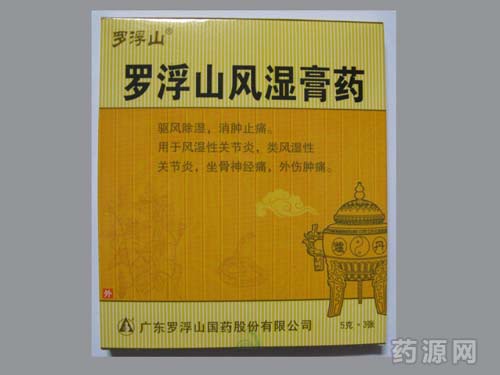 罗浮山
罗浮山风湿膏药
驱风除湿，消肿止痛。
用于风湿性关节炎，类风湿性
关节炎，坐骨神经痛，外伤肿痛。
丹
外
广东罗浮山国药股份有限公司
5克·3张
药源网